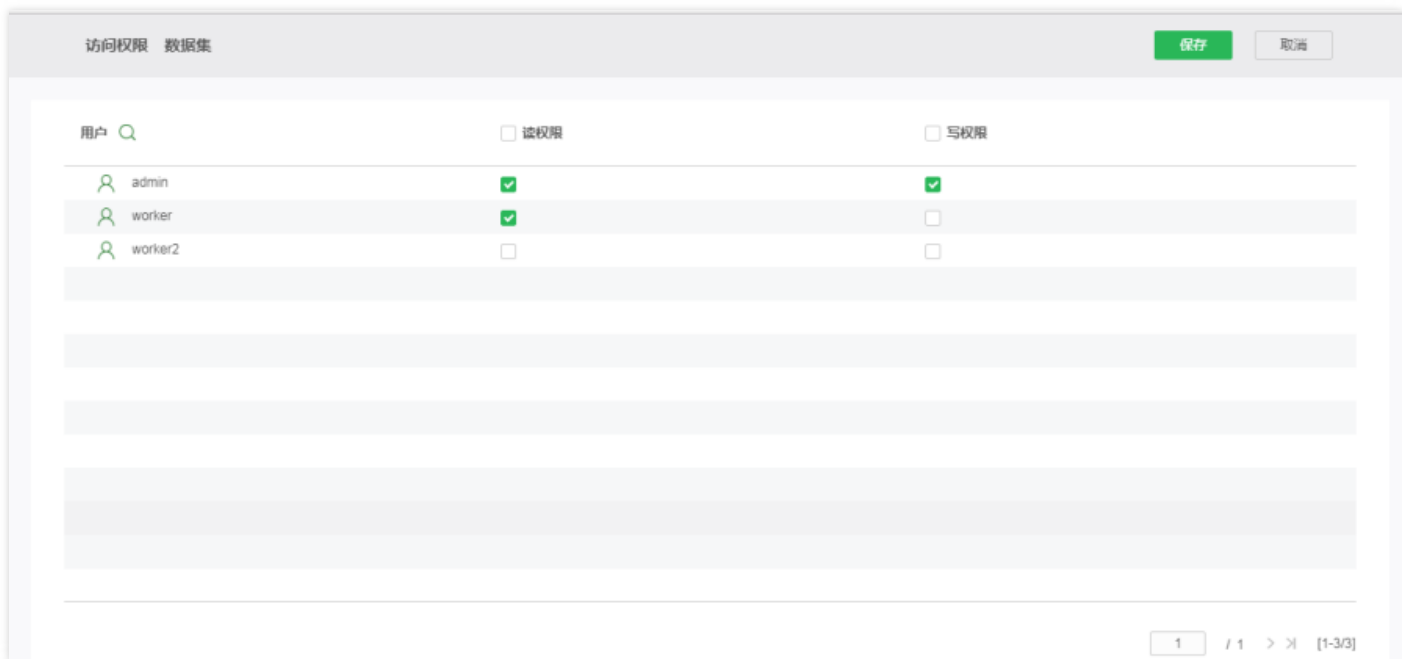 访问权限 数据集 保存 取消
用户 读权限 写权限
admin
worker
worker2
1 / 1 [1-3/3]